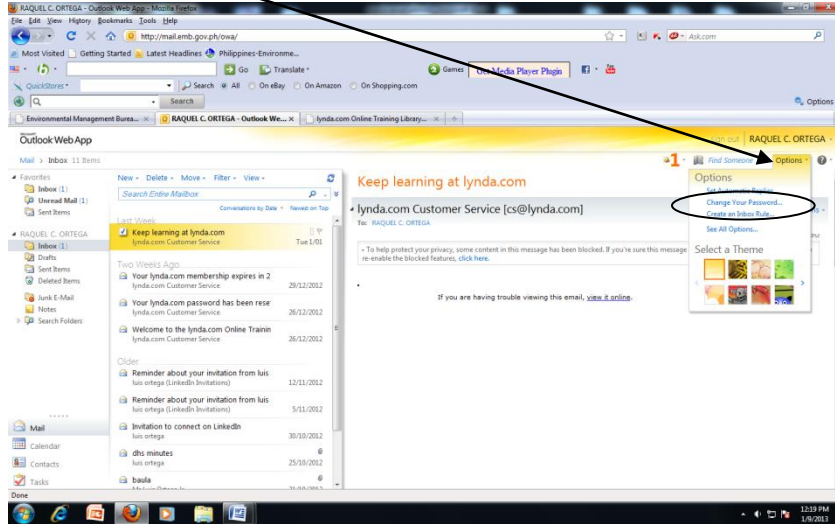 RAQUEL C. ORTEGA - Outlook Web App - Mozilla Firefox
File Edit View History Bookmarks Tools Help
http://mail.emb.gov.ph/owa/
Ask.com
Most Visited Getting Started Latest Headlines Philippines-Environme...
Go Translate Games Get Media Player Plugin
QuickStores Search All On eBay On Amazon On Shopping.com
Search Options
Environmental Management Burea... RAQUEL C. ORTEGA - Outlook We... lynda.com Online Training Library...
Microsoft
Outlook Web App
sign out RAQUEL C. ORTEGA
Mail > Inbox 11 Items
1 Find Someone Options
Favorites
Inbox (1)
Unread Mail (1)
Sent Items
RAQUEL C. ORTEGA
Inbox (1)
Drafts
Sent Items
Deleted Items
Junk E-Mail
Notes
Search Folders
Mail
Calendar
Contacts
Tasks
New Delete Move Filter View
Search Entire Mailbox
Conversations by Date Newest on Top
Last Week
Keep learning at lynda.com
lynda.com Customer Service Tue 1/01
Two Weeks Ago
Your lynda.com membership expires in 2
lynda.com Customer Service 29/12/2012
Your lynda.com password has been rese
lynda.com Customer Service 26/12/2012
Welcome to the lynda.com Online Trainin
lynda.com Customer Service 26/12/2012
Older
Reminder about your invitation from luis
luis ortega (LinkedIn Invitations) 12/11/2012
Reminder about your invitation from luis
luis ortega (LinkedIn Invitations) 5/11/2012
Invitation to connect on LinkedIn
luis ortega 30/10/2012
dhs minutes
luis ortega 25/10/2012
baula
Keep learning at lynda.com
lynda.com Customer Service [cs@lynda.com]
To: RAQUEL C. ORTEGA
- To help protect your privacy, some content in this message has been blocked. If you're sure this message
re-enable the blocked features, click here.
If you are having trouble viewing this email, view it online.
Options
Set Automatic Replies...
Change Your Password...
Create an Inbox Rule...
See All Options...
Select a Theme
Done
12:19 PM
1/9/2013